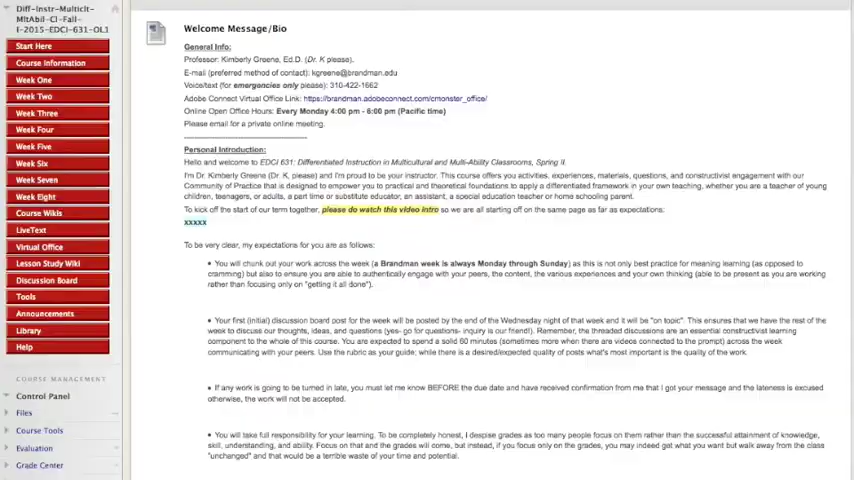 Diff-Instr-Multiclt-
MltAbil-CI-Fall-
I-2015-EDCI-631-OL1
Start Here
Course Information
Week One
Week Two
Week Three
Week Four
Week Five
Week Six
Week Seven
Week Eight
Course Wikis
LiveText
Virtual Office
Lesson Study Wiki
Discussion Board
Tools
Announcements
Library
Help
COURSE MANAGEMENT
Control Panel
Files
Course Tools
Evaluation
Grade Center
Welcome Message/Bio
General Info:
Professor: Kimberly Greene, Ed.D. (Dr. K please).
E-mail (preferred method of contact): kgreene@brandman.edu
Voice/text (for emergencies only please): 310-422-1662
Adobe Connect Virtual Office Link: https://brandman.adobeconnect.com/cmonster_office/
Online Open Office Hours: Every Monday 4:00 pm - 6:00 pm (Pacific time)
Please email for a private online meeting.
-----------------------------------------
Personal Introduction:
Hello and welcome to EDCI 631: Differentiated Instruction in Multicultural and Multi-Ability Classrooms, Spring II.
I'm Dr. Kimberly Greene (Dr. K, please) and I'm proud to be your instructor. This course offers you activities, experiences, materials, questions, and constructivist engagement with our
Community of Practice that is designed to empower you to practical and theoretical foundations to apply a differentiated framework in your own teaching, whether you are a teacher of young
children, teenagers, or adults, a part time or substitute educator, an assistant, a special service provider or home schooling parent.
To kick off the start of our term together, please do watch this video intro so we are all starting off on the same page as far as expectations:
xxxxx
To be very clear, my expectations for you are as follows:
• You will chunk out your work across the week (a Brandman week is always Monday through Sunday) as this is not only best practice for meaning learning (as opposed to
cramming) but also to ensure you are able to authentically engage with your peers, the content, the various experiences and your own thinking (able to be present as you are working
rather than focusing only on "getting it all done").
• Your first (initial) discussion board post for the week will be posted by the end of the Wednesday night of that week and it will be "on topic". This ensures that we have the rest of the
week to discuss our thoughts, ideas, and questions (yes- go for questions- inquiry is our friend!). Remember, the threaded discussions are an essential constructivist learning
component to the whole of this course. You are expected to spend a solid 60 minutes (sometimes more when there are videos connected to the prompt) across the week
communicating with your peers. Use the rubric as your guide; while there is a desired/expected quality of posts what's most important is the quality of the work.
• If any work is going to be turned in late, you must let me know BEFORE the due date and have received confirmation from me that I got your message and the lateness is excused
otherwise, the work will not be accepted.
• You will take full responsibility for your learning. To be completely honest, I despise grades as too many people focus on them rather than the successful attainment of knowledge,
skill, understanding, and ability. Focus on that and the grades will come, but instead, if you focus only on the grades, you may indeed get what you want but walk away from the class
"unchanged" and that would be a terrible waste of your time and potential.